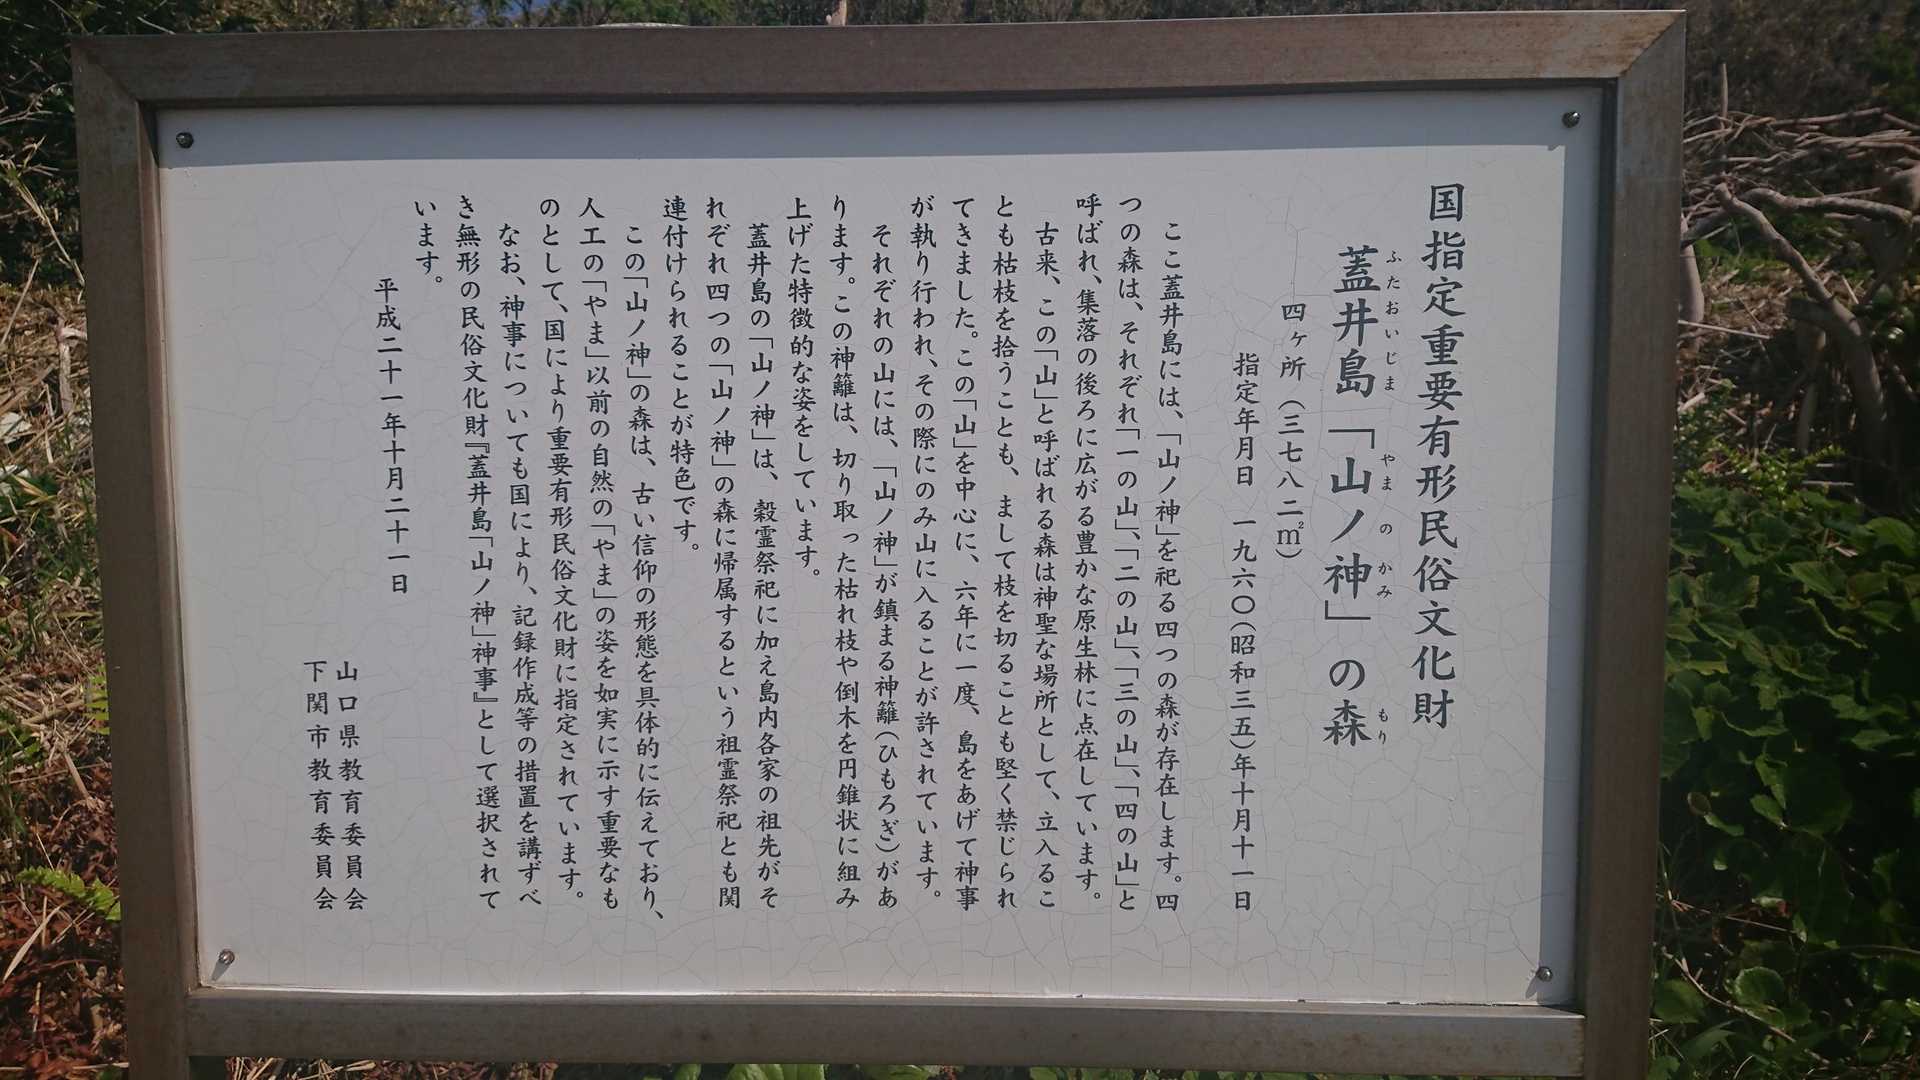 国指定重要有形民俗文化財
蓋井島「山ノ神」の森
ふたおいじま やまのかみ もり
四ヶ所（三七八二㎡）
指定年月日 一九六〇（昭和三五）年十月十一日
ここ蓋井島には、「山ノ神」を祀る四つの森が存在します。四
つの森は、それぞれ「一の山」、「二の山」、「三の山」、「四の山」と
呼ばれ、集落の後ろに広がる豊かな原生林に点在しています。
古来、この「山」と呼ばれる森は神聖な場所として、立入るこ
とも枯枝を拾うことも、まして枝を切ることも堅く禁じられ
てきました。この「山」を中心に、六年に一度、島をあげて神事
が執り行われ、その際にのみ山に入ることが許されています。
それぞれの山には、「山ノ神」が鎮まる神籬（ひもろぎ）があ
ります。この神籬は、切り取った枯れ枝や倒木を円錐状に組み
上げた特徴的な姿をしています。
蓋井島の「山ノ神」は、穀霊祭祀に加え島内各家の祖先がそ
れぞれ四つの「山ノ神」の森に帰属するという祖霊祭祀とも関
連付けられることが特色です。
この「山ノ神」の森は、古い信仰の形態を具体的に伝えており、
人工の「やま」以前の自然の「やま」の姿を如実に示す重要なも
のとして、国により重要有形民俗文化財に指定されています。
なお、神事についても国により、記録作成等の措置を講ずべ
き無形の民俗文化財『蓋井島「山ノ神」神事』として選択されて
います。
平成二十一年十月二十一日
山口県教育委員会
下関市教育委員会